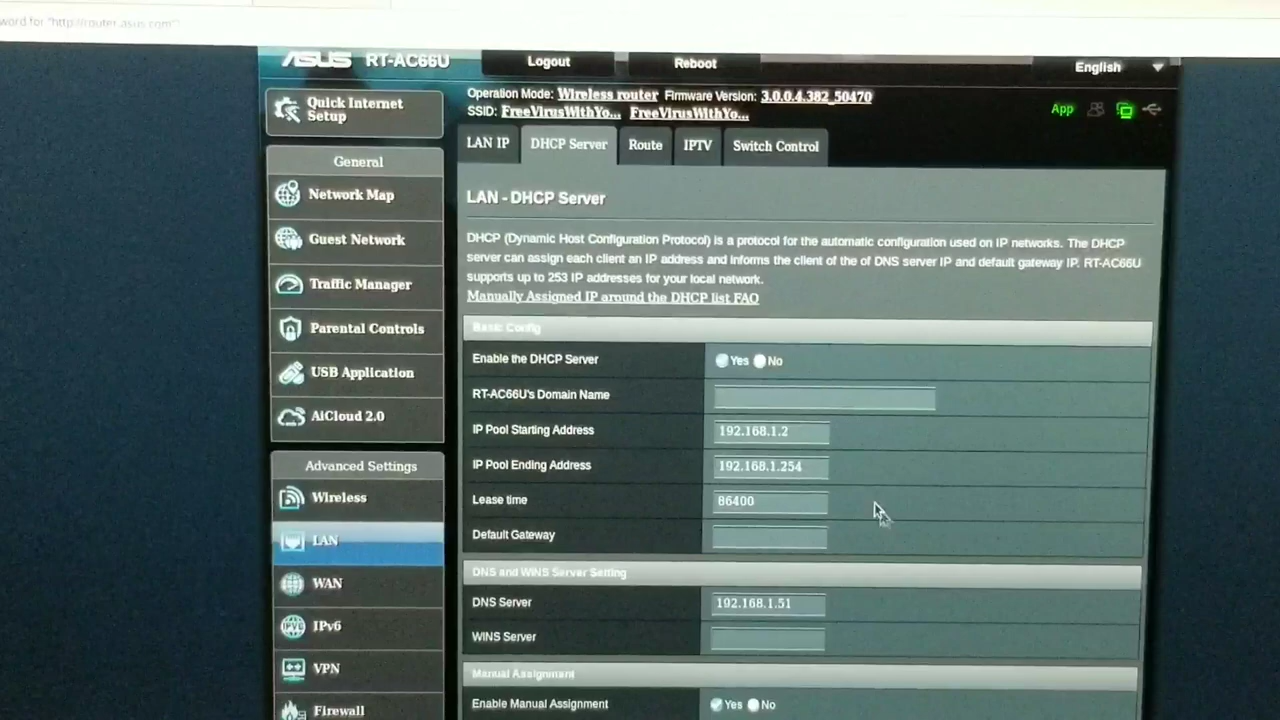 word for "http://router.asus.com"
ASUS RT-AC66U
Logout
Reboot
English
Quick Internet
Setup
Operation Mode: Wireless router Firmware Version: 3.0.0.4.382_50470
SSID: FreeVirusWithYo... FreeVirusWithYo...
App
General
Network Map
Guest Network
Traffic Manager
Parental Controls
USB Application
AiCloud 2.0
Advanced Settings
Wireless
LAN
WAN
IPv6
VPN
Firewall
LAN IP
DHCP Server
Route
IPTV
Switch Control
LAN - DHCP Server
DHCP (Dynamic Host Configuration Protocol) is a protocol for the automatic configuration used on IP networks. The DHCP
server can assign each client an IP address and informs the client of the of DNS server IP and default gateway IP. RT-AC66U
supports up to 253 IP addresses for your local network.
Manually Assigned IP around the DHCP list FAQ
Basic Config
Enable the DHCP Server Yes No
RT-AC66U's Domain Name
IP Pool Starting Address 192.168.1.2
IP Pool Ending Address 192.168.1.254
Lease time 86400
Default Gateway
DNS and WINS Server Setting
DNS Server 192.168.1.51
WINS Server
Manual Assignment
Enable Manual Assignment Yes No